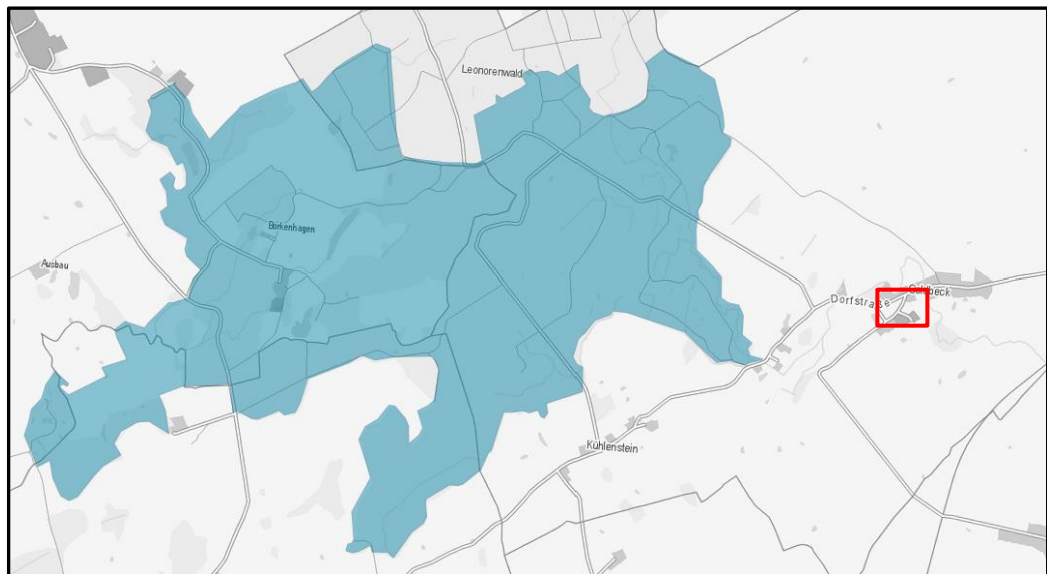 Leonorenwald
Borkenhagen
Ausbau
Dorfstraße
Kühlenstein